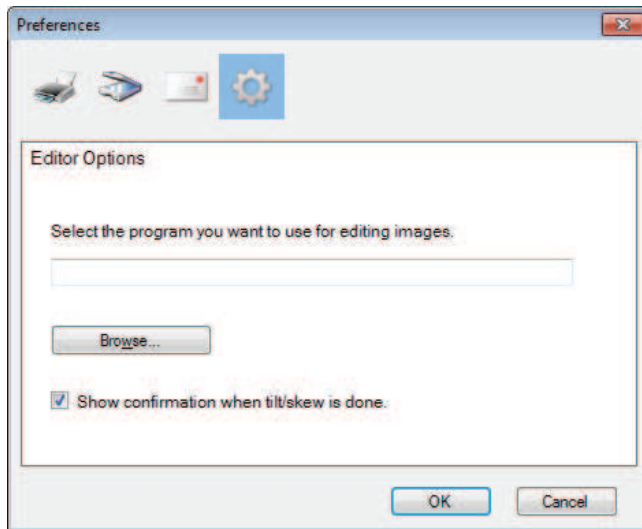 Preferences
Editor Options
Select the program you want to use for editing images.
Browse...
Show confirmation when tilt/skew is done.
OK
Cancel